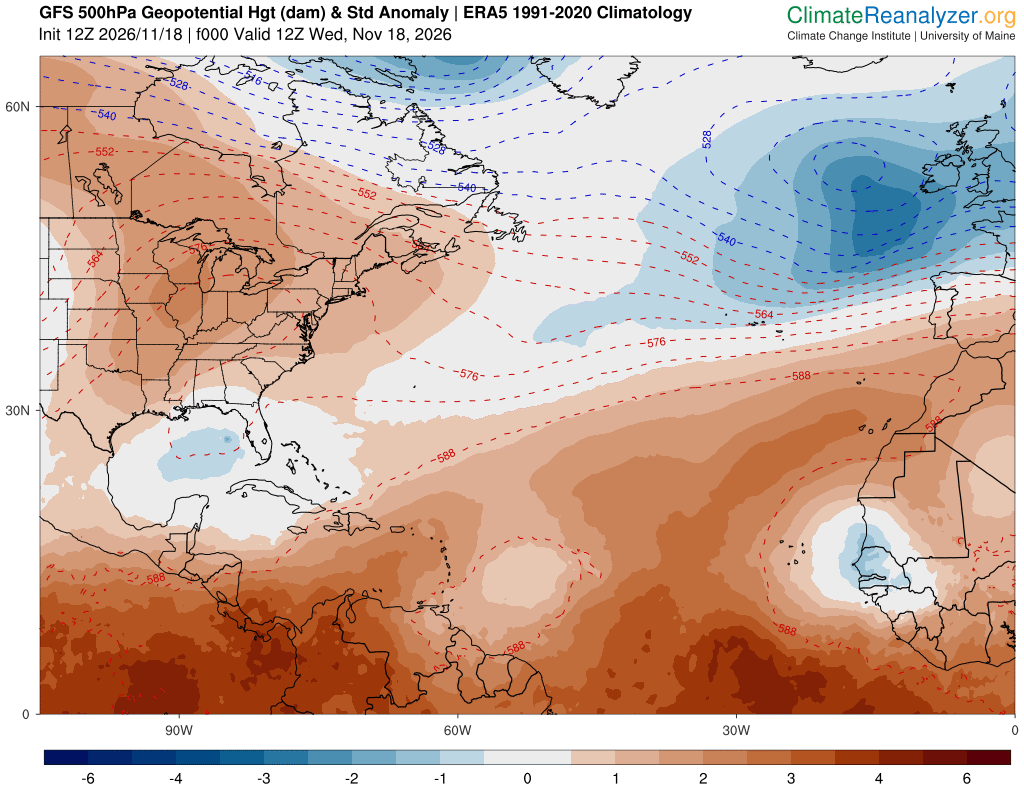 GFS 500hPa Geopotential Hgt (dam) & Std Anomaly | ERA5 1991-2020 Climatology
Init 12Z 2026/11/18 | f000 Valid 12Z Wed, Nov 18, 2026
ClimateReanalyzer.org
Climate Change Institute | University of Maine
516
528
60N
540
528
528
552
540
552
540
576
564
552
564
576
576
588
30N
588
588
588
588
588
0
90W
60W
30W
0
-6 -4 -3 -2 -1 0 1 2 3 4 6